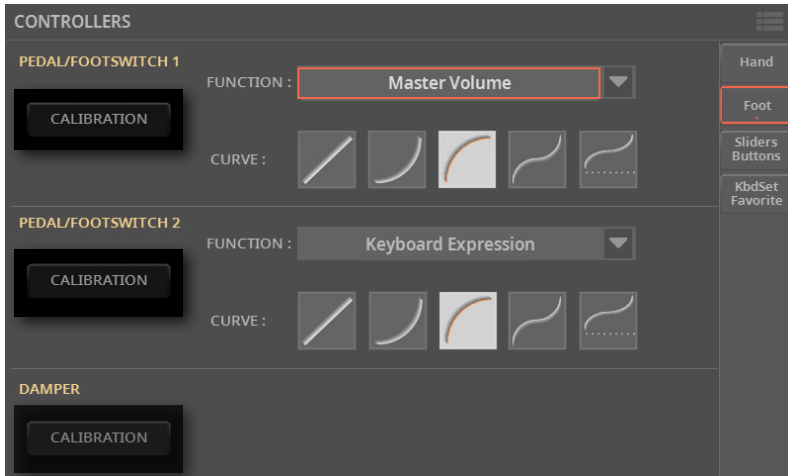 CONTROLLERS
PEDAL/FOOTSWITCH 1
FUNCTION :
Master Volume
CALIBRATION
CURVE :
PEDAL/FOOTSWITCH 2
FUNCTION :
Keyboard Expression
CALIBRATION
CURVE :
DAMPER
CALIBRATION
Hand
Foot
Sliders
Buttons
KbdSet
Favorite